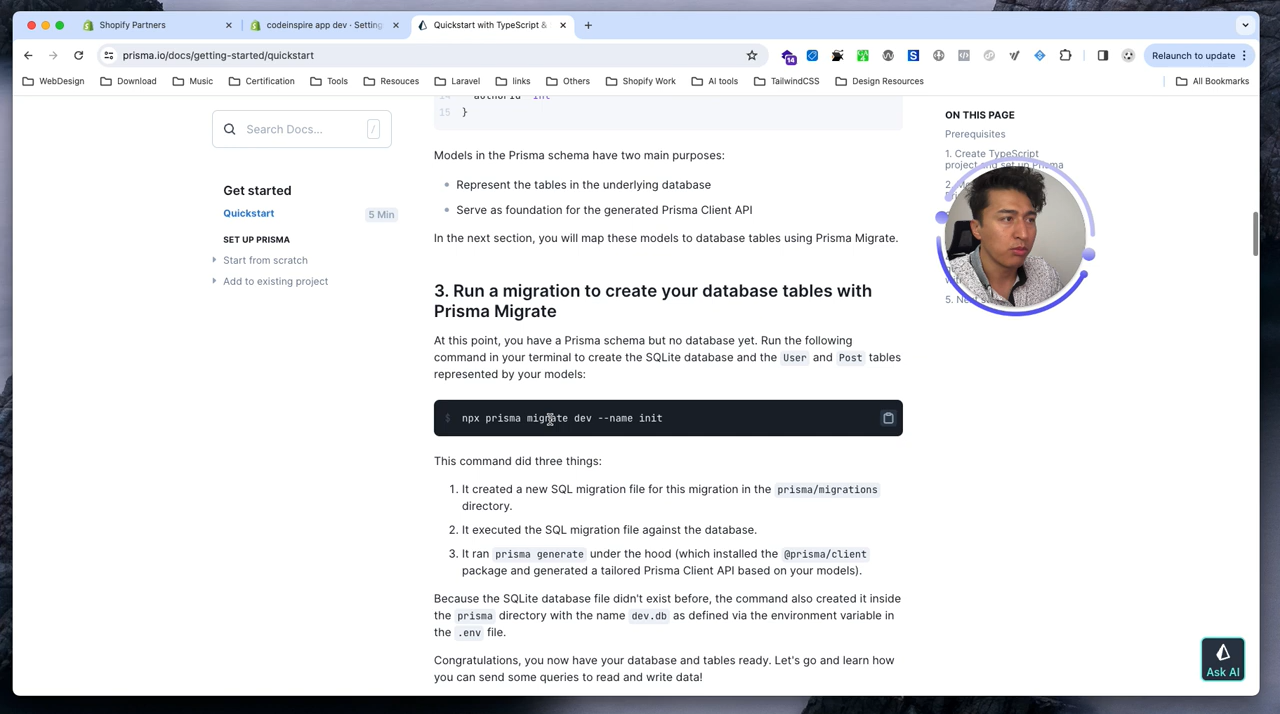 Shopify Partners
codeinspire app dev · Setting
Quickstart with TypeScript &
prisma.io/docs/getting-started/quickstart
14
Relaunch to update
WebDesign
Download
Music
Certification
Tools
Resouces
Laravel
links
Others
Shopify Work
AI tools
TailwindCSS
Design Resources
All Bookmarks
Search Docs...
/
Get started
Quickstart
5 Min
SET UP PRISMA
Start from scratch
Add to existing project
15 }
Models in the Prisma schema have two main purposes:
Represent the tables in the underlying database
Serve as foundation for the generated Prisma Client API
In the next section, you will map these models to database tables using Prisma Migrate.
3. Run a migration to create your database tables with
Prisma Migrate
At this point, you have a Prisma schema but no database yet. Run the following
command in your terminal to create the SQLite database and the User and Post tables
represented by your models:
$ npx prisma migrate dev --name init
This command did three things:
1. It created a new SQL migration file for this migration in the prisma/migrations
directory.
2. It executed the SQL migration file against the database.
3. It ran prisma generate under the hood (which installed the @prisma/client
package and generated a tailored Prisma Client API based on your models).
Because the SQLite database file didn't exist before, the command also created it inside
the prisma directory with the name dev.db as defined via the environment variable in
the .env file.
Congratulations, you now have your database and tables ready. Let's go and learn how
you can send some queries to read and write data!
ON THIS PAGE
Prerequisites
1. Create TypeScript
project and set up Prisma
2.
5.
Ask AI